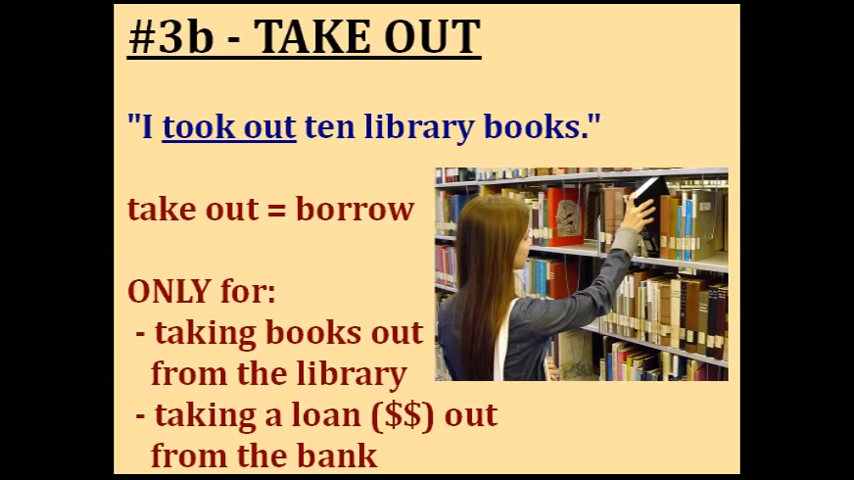 #3b - TAKE OUT
"I took out ten library books."
take out = borrow
ONLY for:
- taking books out
from the library
- taking a loan ($$) out
from the bank